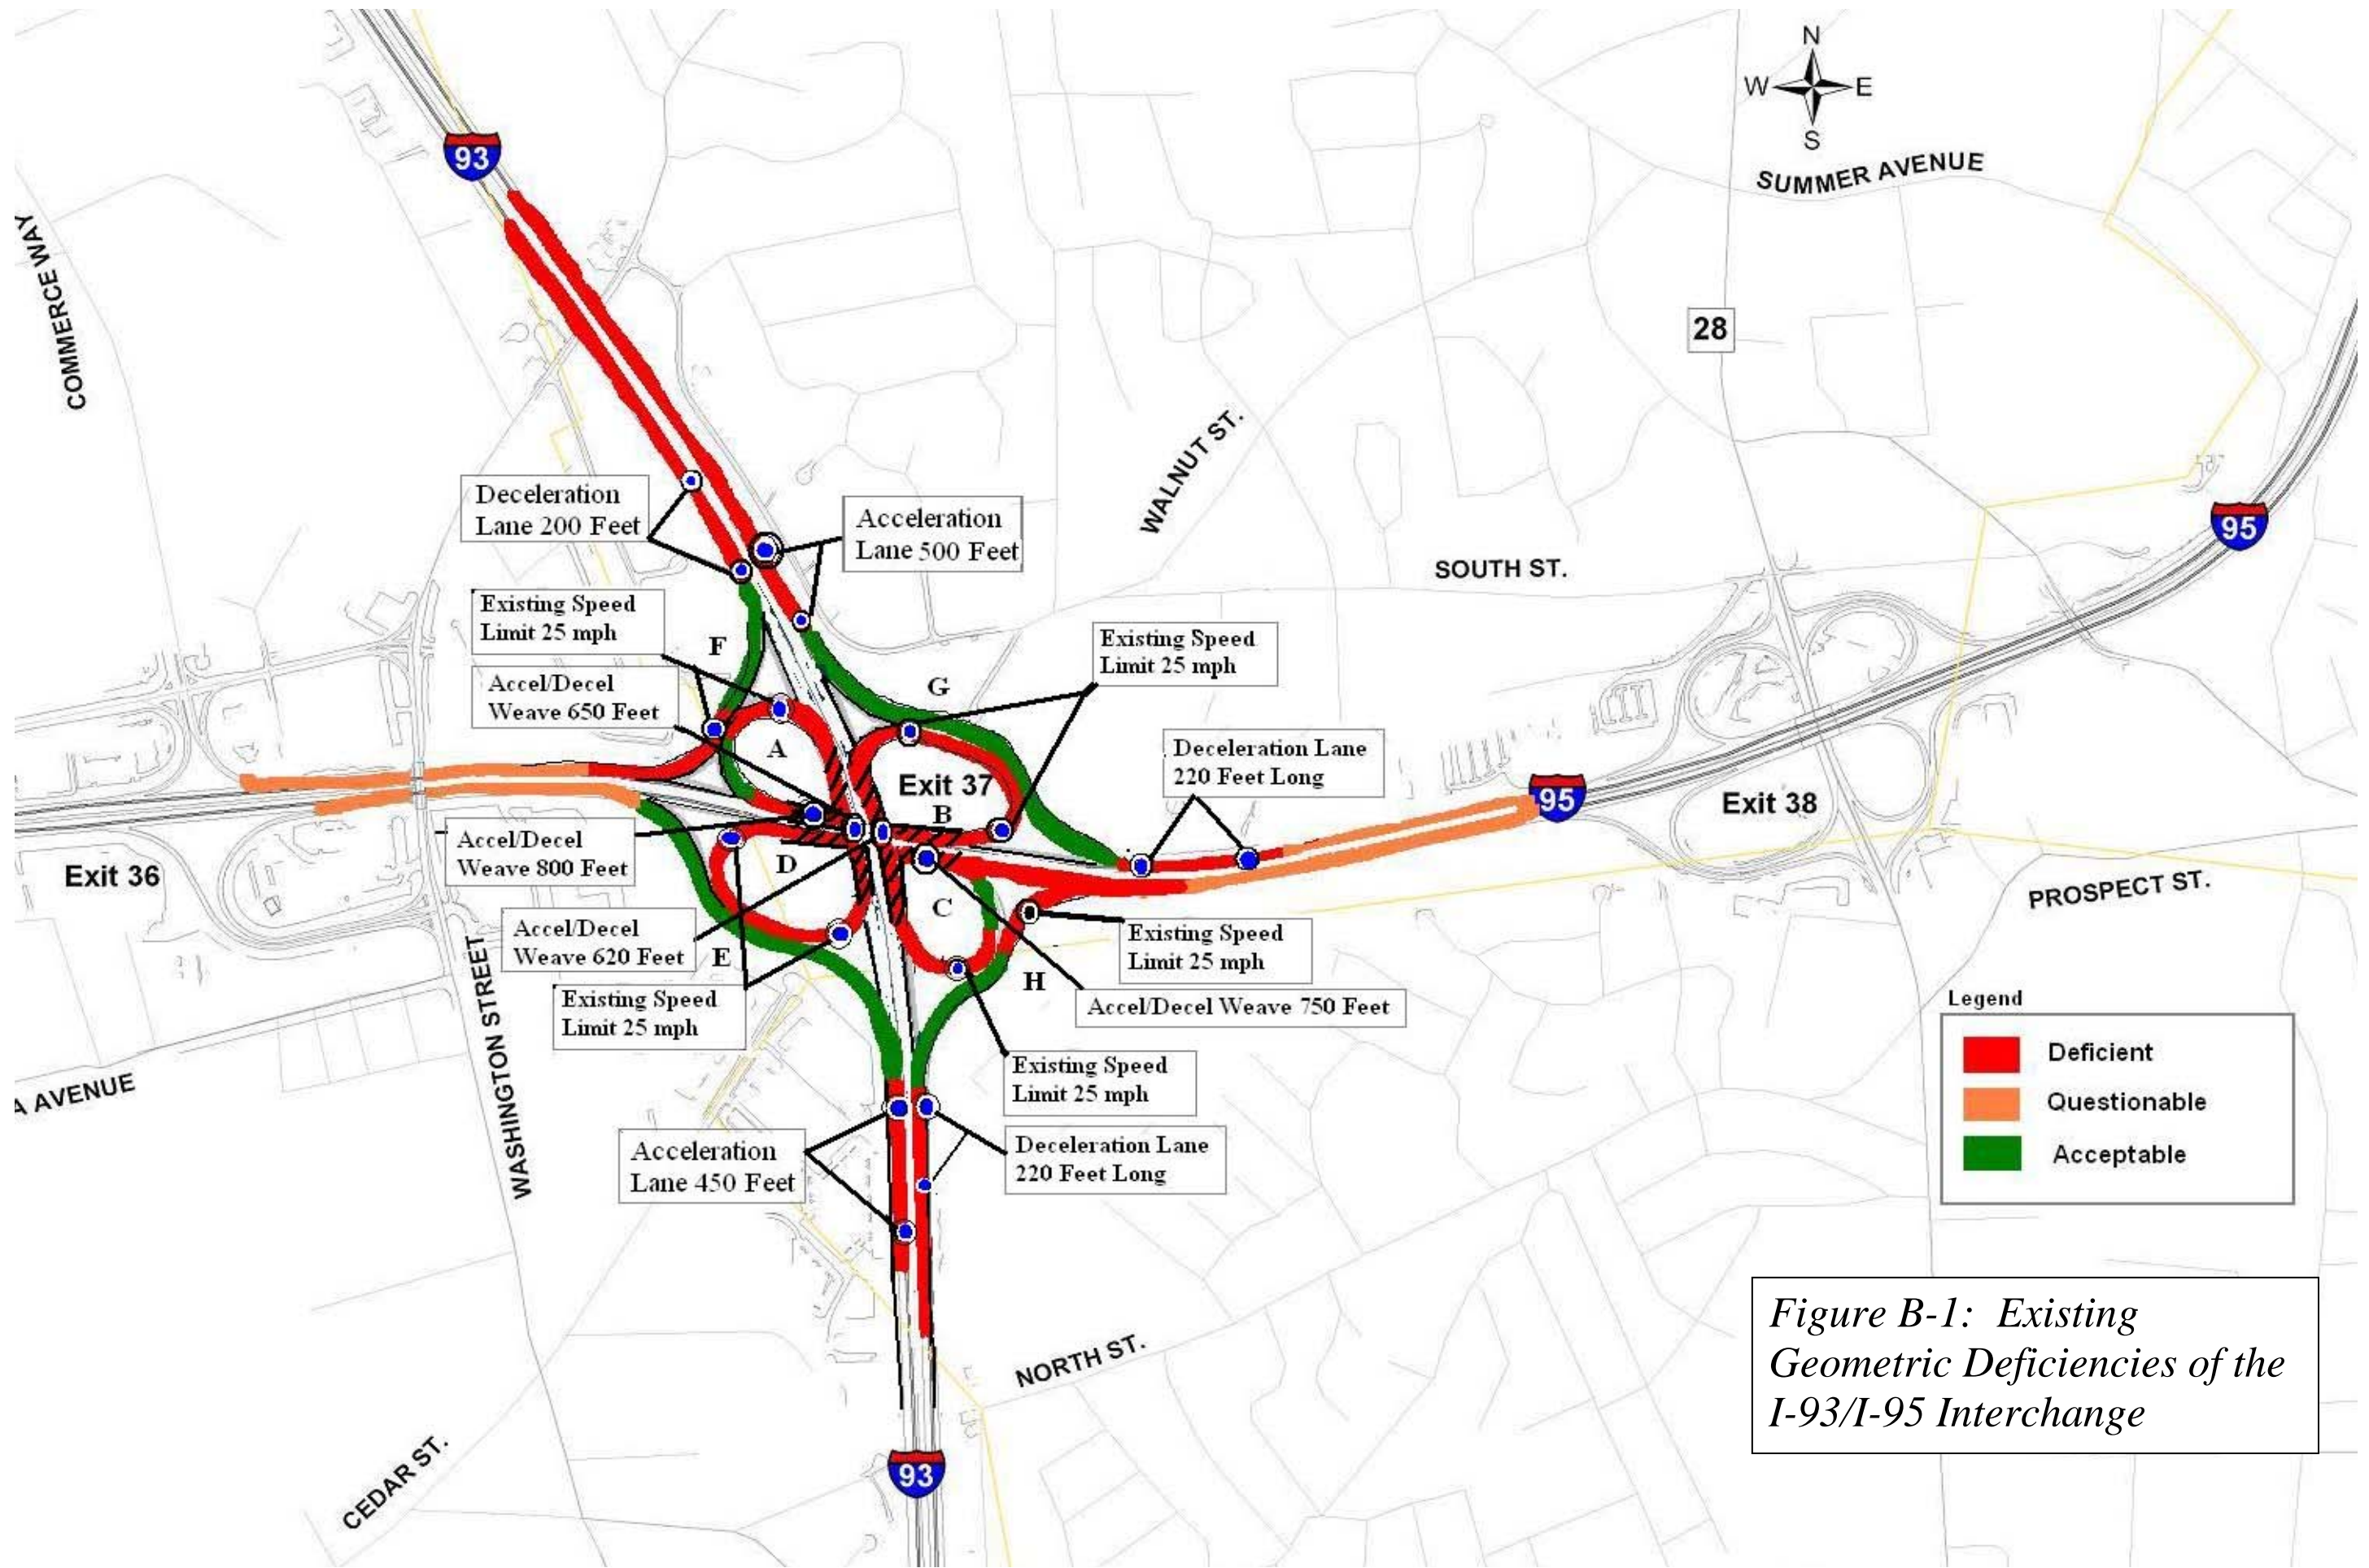 N
93
W E
S
SUMMER AVENUE
COMMERCE WAY
28
WALNUT ST.
Deceleration
Lane 200 Feet
Acceleration
Lane 500 Feet
95
SOUTH ST.
Existing Speed
Limit 25 mph
F
Existing Speed
Limit 25 mph
Accel/Decel
Weave 650 Feet
G
A
Deceleration Lane
220 Feet Long
Exit 37
B
95
Exit 38
Accel/Decel
Weave 800 Feet
D
Exit 36
PROSPECT ST.
C
Accel/Decel
Weave 620 Feet
E
Existing Speed
Limit 25 mph
H
Existing Speed
Limit 25 mph
Accel/Decel Weave 750 Feet
WASHINGTON STREET
Legend
Deficient
Questionable
Acceptable
Existing Speed
Limit 25 mph
A AVENUE
Acceleration
Lane 450 Feet
Deceleration Lane
220 Feet Long
Figure B-1: Existing
Geometric Deficiencies of the
I-93/I-95 Interchange
NORTH ST.
CEDAR ST.
93